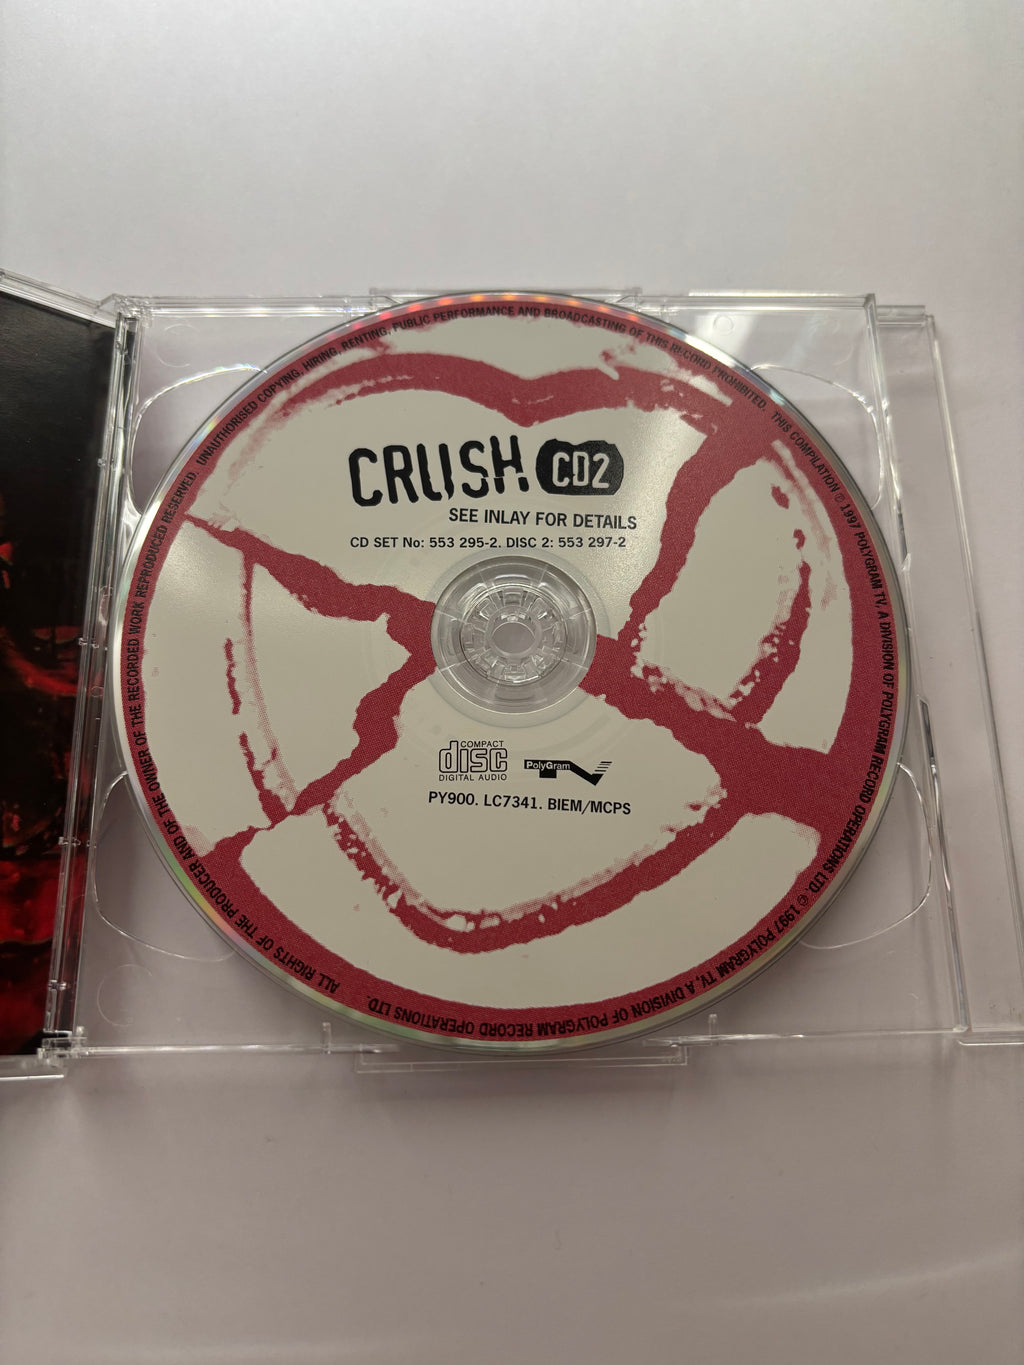 CRUSH CD2
SEE INLAY FOR DETAILS
CD SET No: 553 295-2. DISC 2: 553 297-2
COMPACT
disc
DIGITAL AUDIO
PolyGram TV
PY900. LC7341. BIEM/MCPS
ALL RIGHTS OF THE PRODUCER AND OF THE OWNER OF THE RECORDED WORK REPRODUCED RESERVED. UNAUTHORISED COPYING, HIRING, RENTING, PUBLIC PERFORMANCE AND BROADCASTING OF THIS RECORD PROHIBITED. THIS COMPILATION ℗ 1997 POLYGRAM TV, A DIVISION OF POLYGRAM RECORD OPERATIONS LTD. © 1997 POLYGRAM TV, A DIVISION OF POLYGRAM RECORD OPERATIONS LTD.